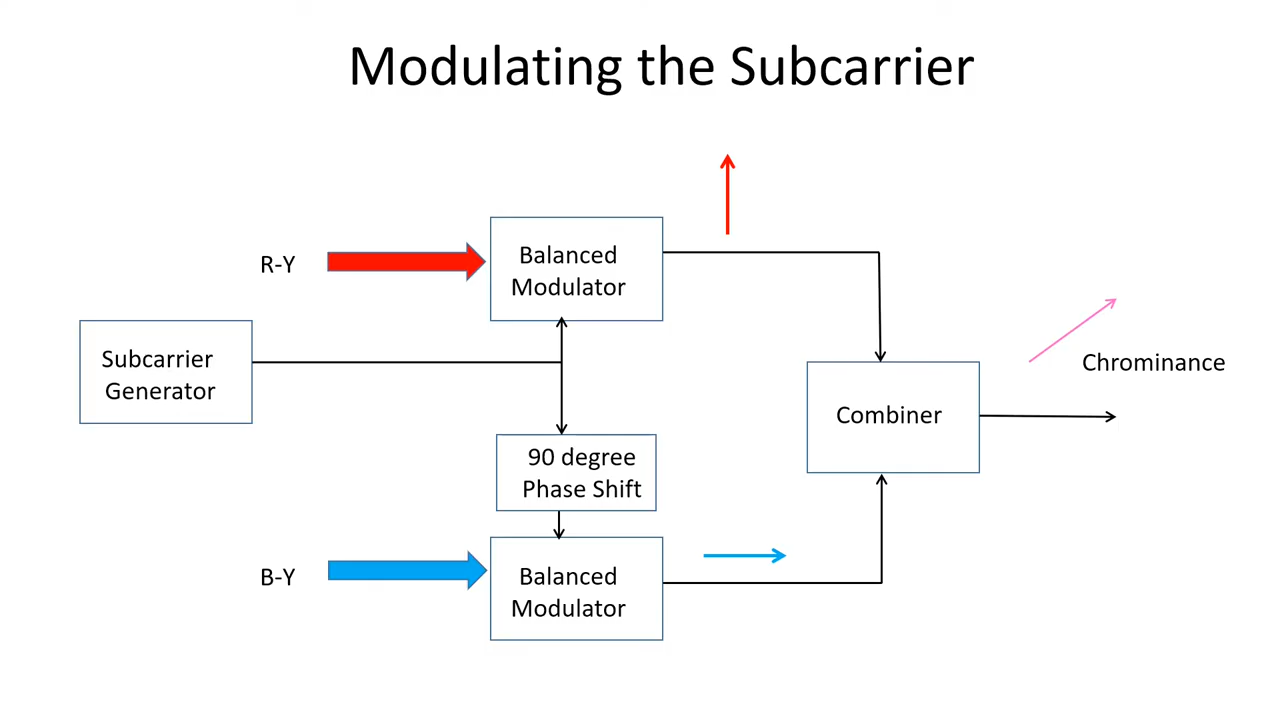 Modulating the Subcarrier
R-Y
Balanced
Modulator
Subcarrier
Generator
Chrominance
Combiner
90 degree
Phase Shift
B-Y
Balanced
Modulator